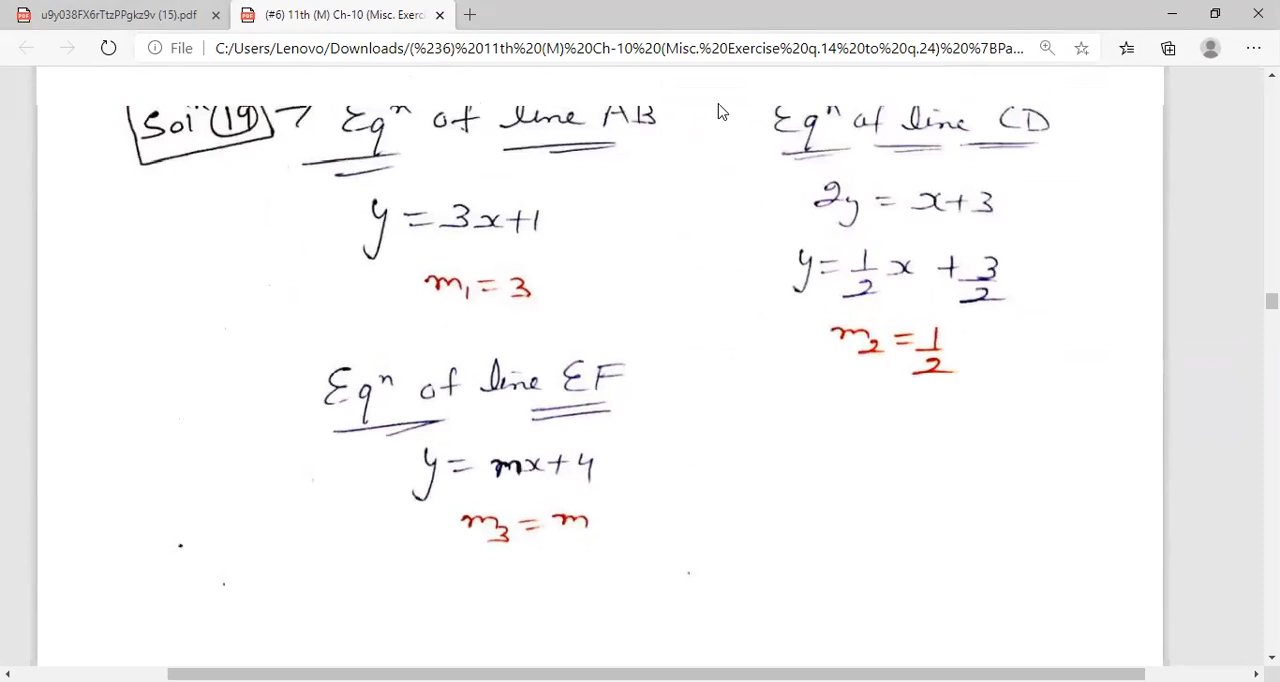 u9y038FX6rTtzPPgkz9v (15).pdf
(#6) 11th (M) Ch-10 (Misc. Exerci
File
C:/Users/Lenovo/Downloads/(%236)%2011th%20(M)%20Ch-10%20(Misc.%20Exercise%20q.14%20to%20q.24)%20%7BPa...
Sol^n (19) → Eq^n of line AB
y = 3x+1
m₁ = 3
Eq^n of line CD
2y = x+3
y = 1/2 x + 3/2
m₂ = 1/2
Eq^n of line EF
y = mx+4
m₃ = m